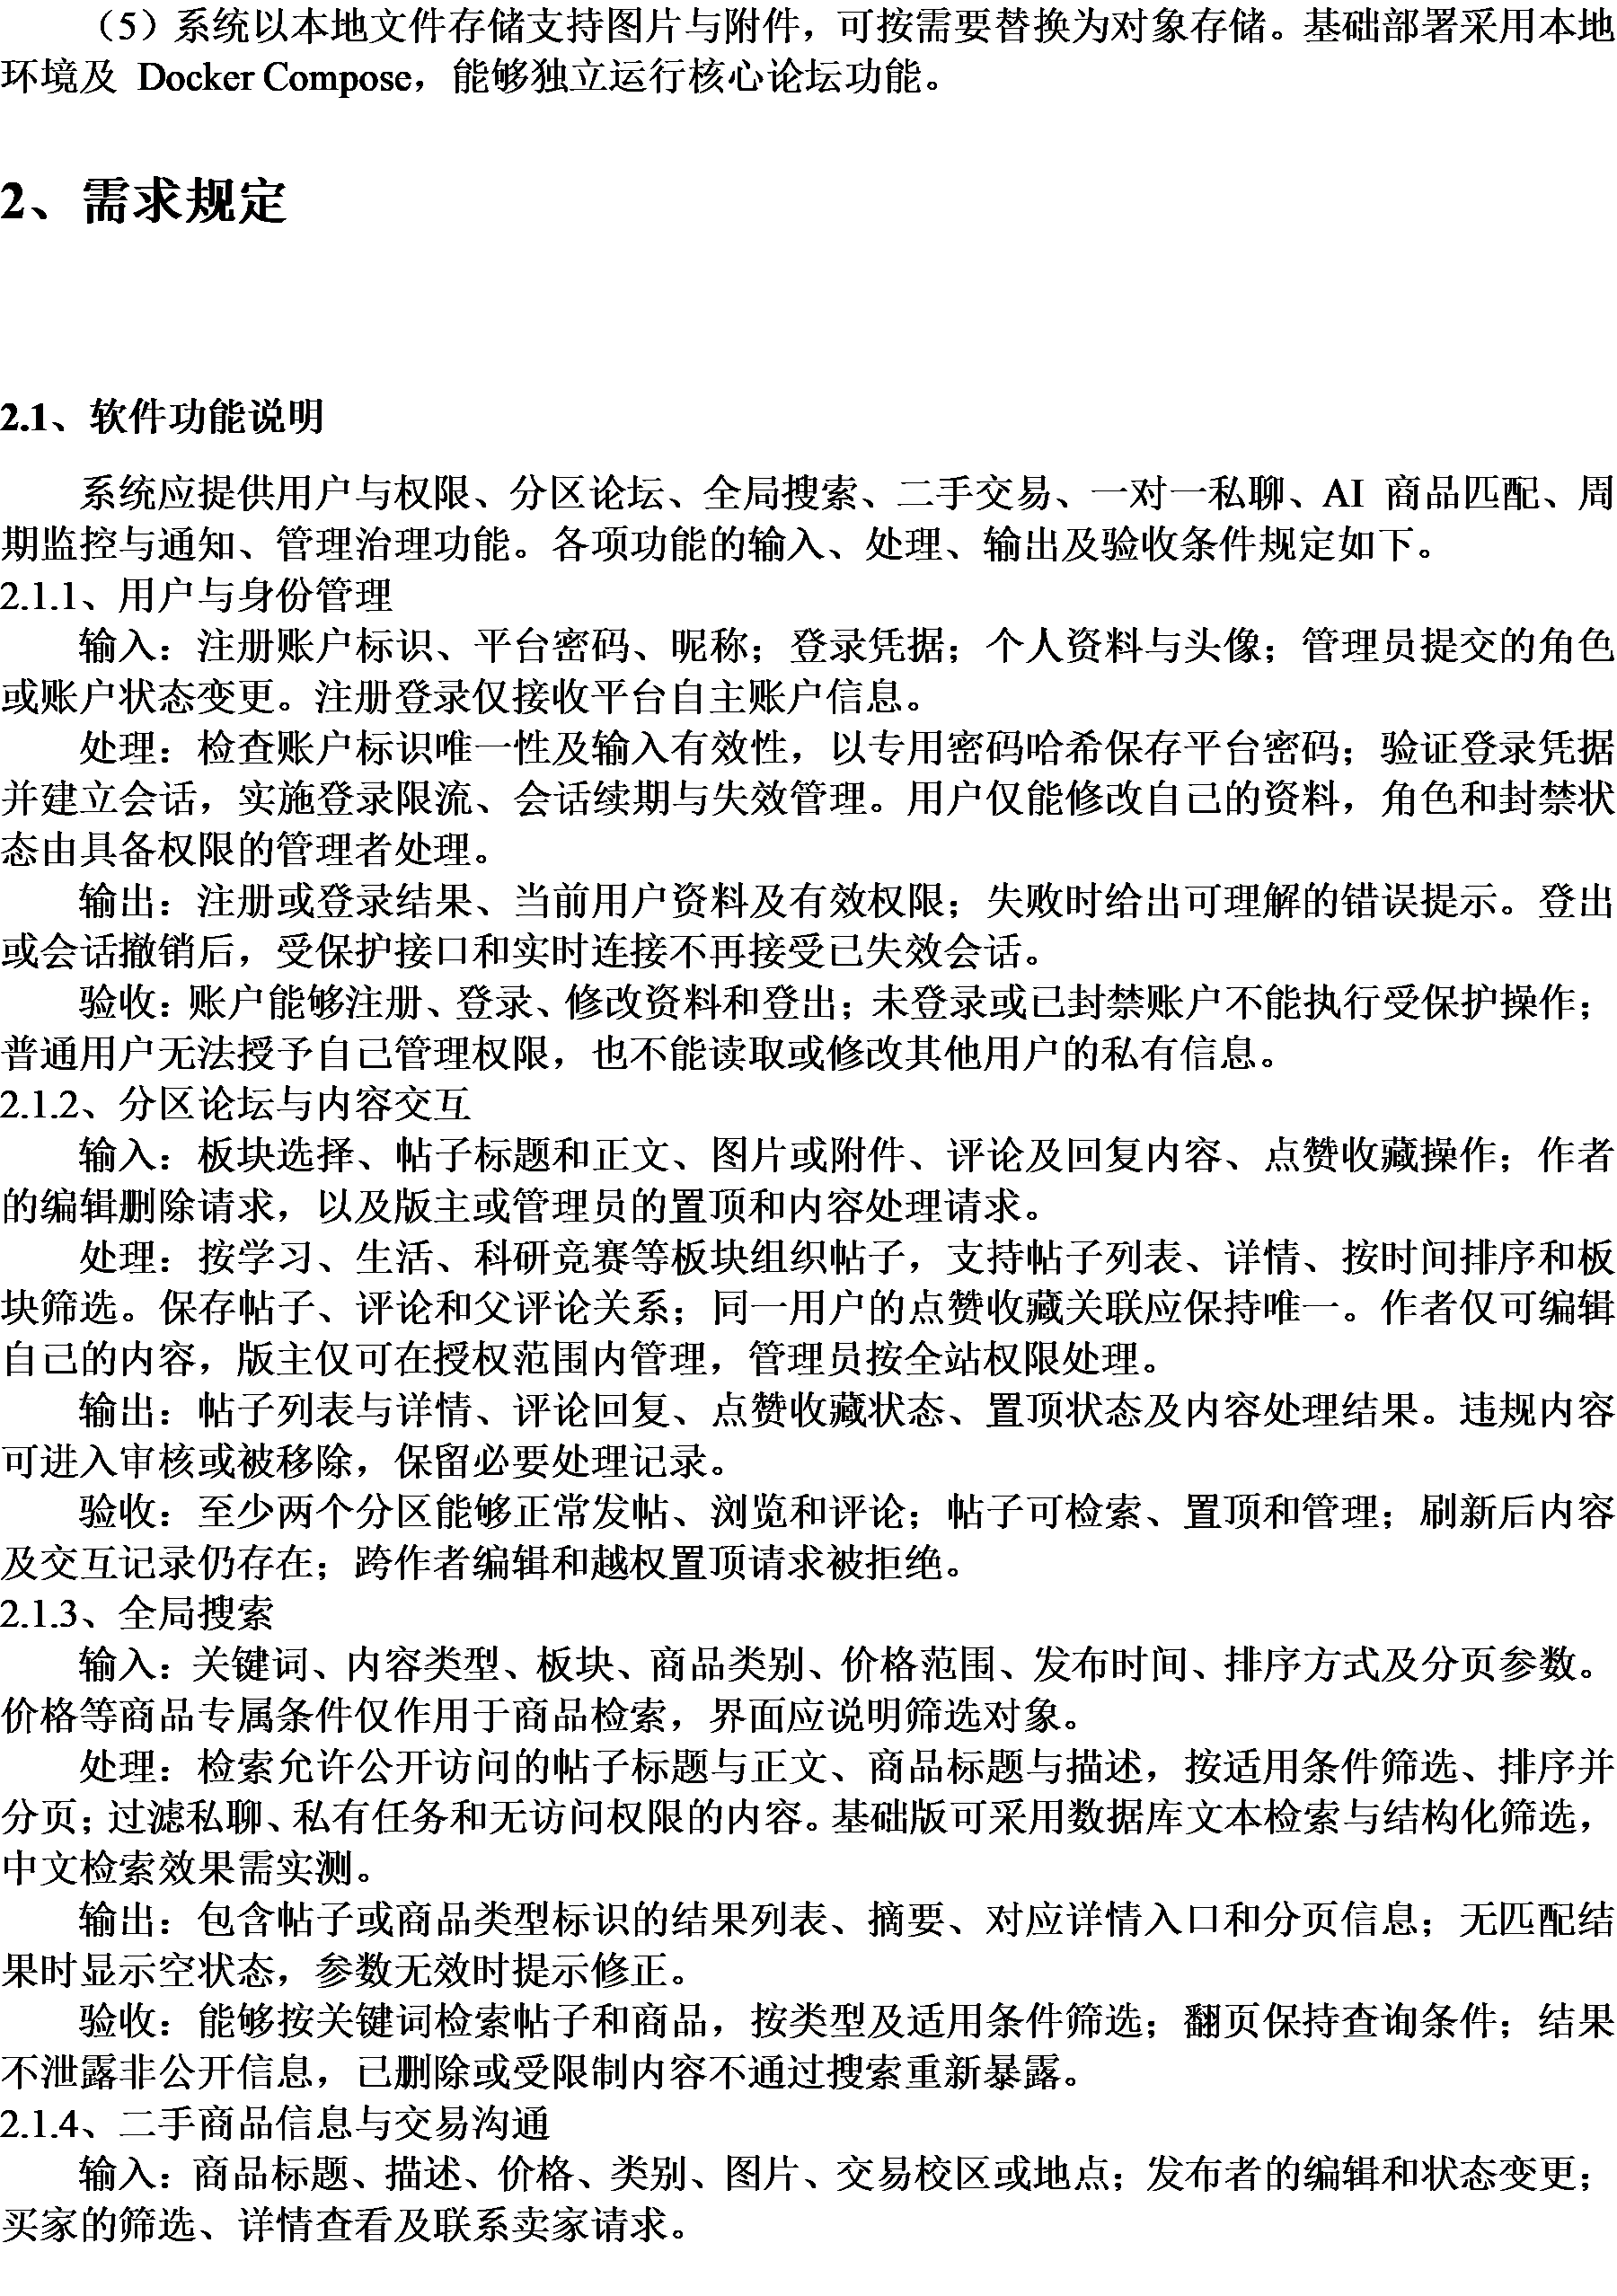 （5）系统以本地文件存储支持图片与附件，可按需要替换为对象存储。基础部署采用本地
环境及 Docker Compose，能够独立运行核心论坛功能。
2、需求规定
2.1、软件功能说明
系统应提供用户与权限、分区论坛、全局搜索、二手交易、一对一私聊、AI 商品匹配、周
期监控与通知、管理治理功能。各项功能的输入、处理、输出及验收条件规定如下。
2.1.1、用户与身份管理
输入：注册账户标识、平台密码、昵称；登录凭据；个人资料与头像；管理员提交的角色
或账户状态变更。注册登录仅接收平台自主账户信息。
处理：检查账户标识唯一性及输入有效性，以专用密码哈希保存平台密码；验证登录凭据
并建立会话，实施登录限流、会话续期与失效管理。用户仅能修改自己的资料，角色和封禁状
态由具备权限的管理者处理。
输出：注册或登录结果、当前用户资料及有效权限；失败时给出可理解的错误提示。登出
或会话撤销后，受保护接口和实时连接不再接受已失效会话。
验收：账户能够注册、登录、修改资料和登出；未登录或已封禁账户不能执行受保护操作；
普通用户无法授予自己管理权限，也不能读取或修改其他用户的私有信息。
2.1.2、分区论坛与内容交互
输入：板块选择、帖子标题和正文、图片或附件、评论及回复内容、点赞收藏操作；作者
的编辑删除请求，以及版主或管理员的置顶和内容处理请求。
处理：按学习、生活、科研竞赛等板块组织帖子，支持帖子列表、详情、按时间排序和板
块筛选。保存帖子、评论和父评论关系；同一用户的点赞收藏关联应保持唯一。作者仅可编辑
自己的内容，版主仅可在授权范围内管理，管理员按全站权限处理。
输出：帖子列表与详情、评论回复、点赞收藏状态、置顶状态及内容处理结果。违规内容
可进入审核或被移除，保留必要处理记录。
验收：至少两个分区能够正常发帖、浏览和评论；帖子可检索、置顶和管理；刷新后内容
及交互记录仍存在；跨作者编辑和越权置顶请求被拒绝。
2.1.3、全局搜索
输入：关键词、内容类型、板块、商品类别、价格范围、发布时间、排序方式及分页参数。
价格等商品专属条件仅作用于商品检索，界面应说明筛选对象。
处理：检索允许公开访问的帖子标题与正文、商品标题与描述，按适用条件筛选、排序并
分页；过滤私聊、私有任务和无访问权限的内容。基础版可采用数据库文本检索与结构化筛选，
中文检索效果需实测。
输出：包含帖子或商品类型标识的结果列表、摘要、对应详情入口和分页信息；无匹配结
果时显示空状态，参数无效时提示修正。
验收：能够按关键词检索帖子和商品，按类型及适用条件筛选；翻页保持查询条件；结果
不泄露非公开信息，已删除或受限制内容不通过搜索重新暴露。
2.1.4、二手商品信息与交易沟通
输入：商品标题、描述、价格、类别、图片、交易校区或地点；发布者的编辑和状态变更；
买家的筛选、详情查看及联系卖家请求。